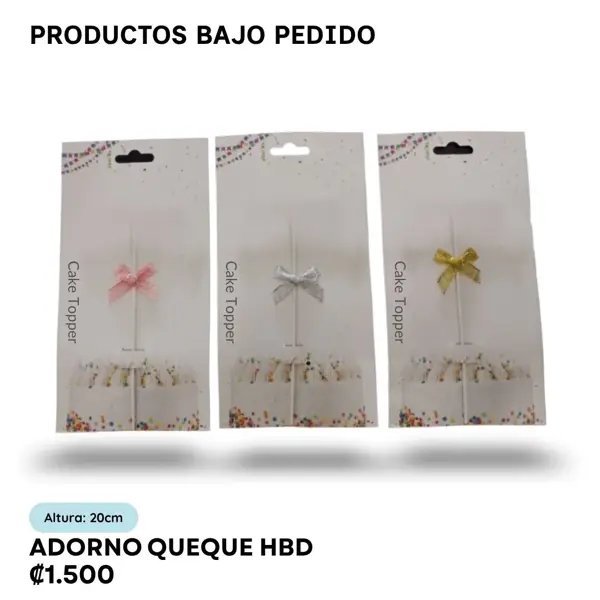 PRODUCTOS BAJO PEDIDO
Cake Topper
Cake Topper
Cake Topper
Altura: 20cm
ADORNO QUEQUE HBD
₡1.500